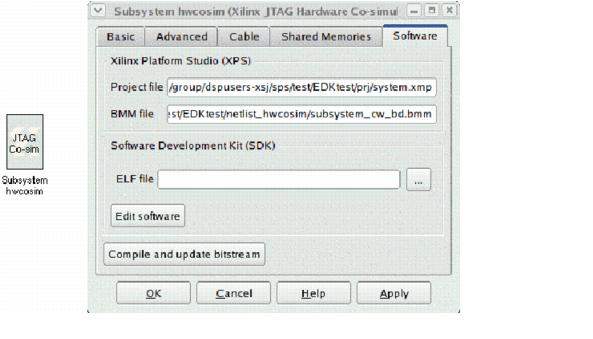 Subsystem hwcosim (Xilinx JTAG Hardware Co-simul
Basic Advanced Cable Shared Memories Software
Xilinx Platform Studio (XPS)
Project file /group/dspusers-xsj/sps/test/EDKtest/prj/system.xmp
BMM file est/EDKtest/netlist_hwcosim/subsystem_cw_bd.bmm
JTAG
Co-sim
Subsystem
hwcosim
Software Development Kit (SDK)
ELF file ...
Edit software
Compile and update bitstream
OK Cancel Help Apply